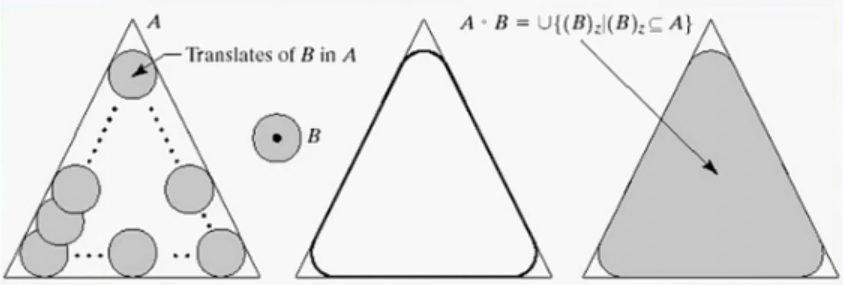 A
Translates of B in A
B
A ∘ B = ∪{(B)z|(B)z⊆ A}